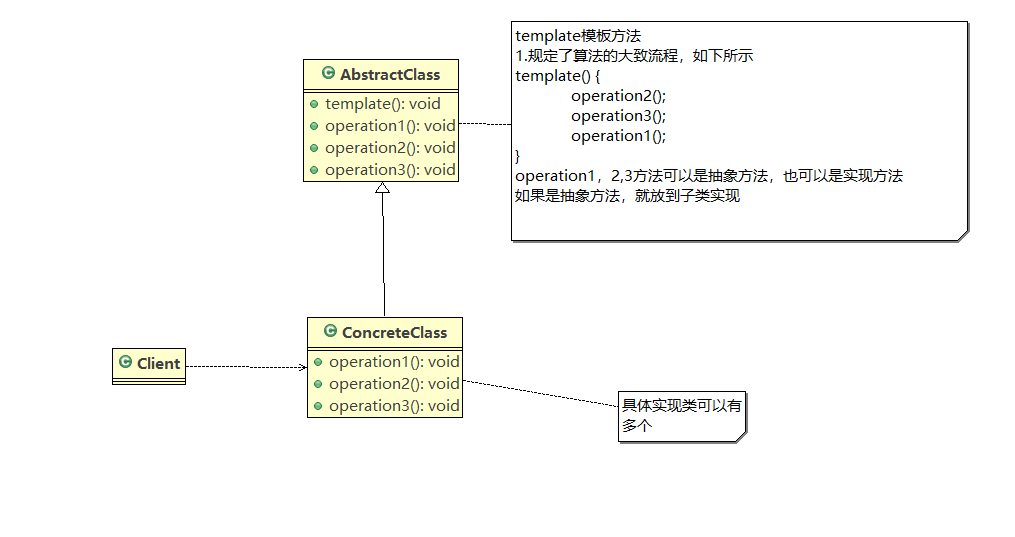 AbstractClass
template(): void
operation1(): void
operation2(): void
operation3(): void
template模板方法
1.规定了算法的大致流程，如下所示
template() {
operation2();
operation3();
operation1();
}
operation1，2,3方法可以是抽象方法，也可以是实现方法
如果是抽象方法，就放到子类实现
Client
ConcreteClass
operation1(): void
operation2(): void
operation3(): void
具体实现类可以有
多个